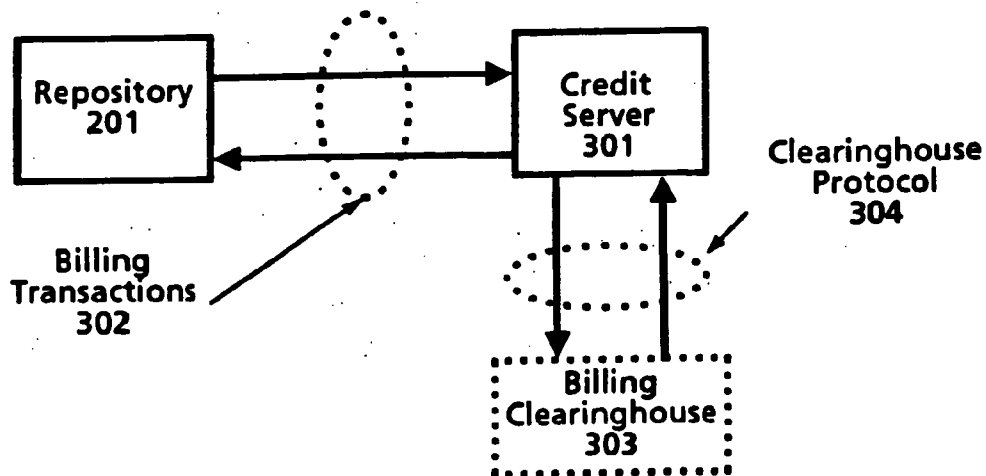 Repository
201
Credit
Server
301
Clearinghouse
Protocol
304
Billing
Transactions
302
Billing
Clearinghouse
303